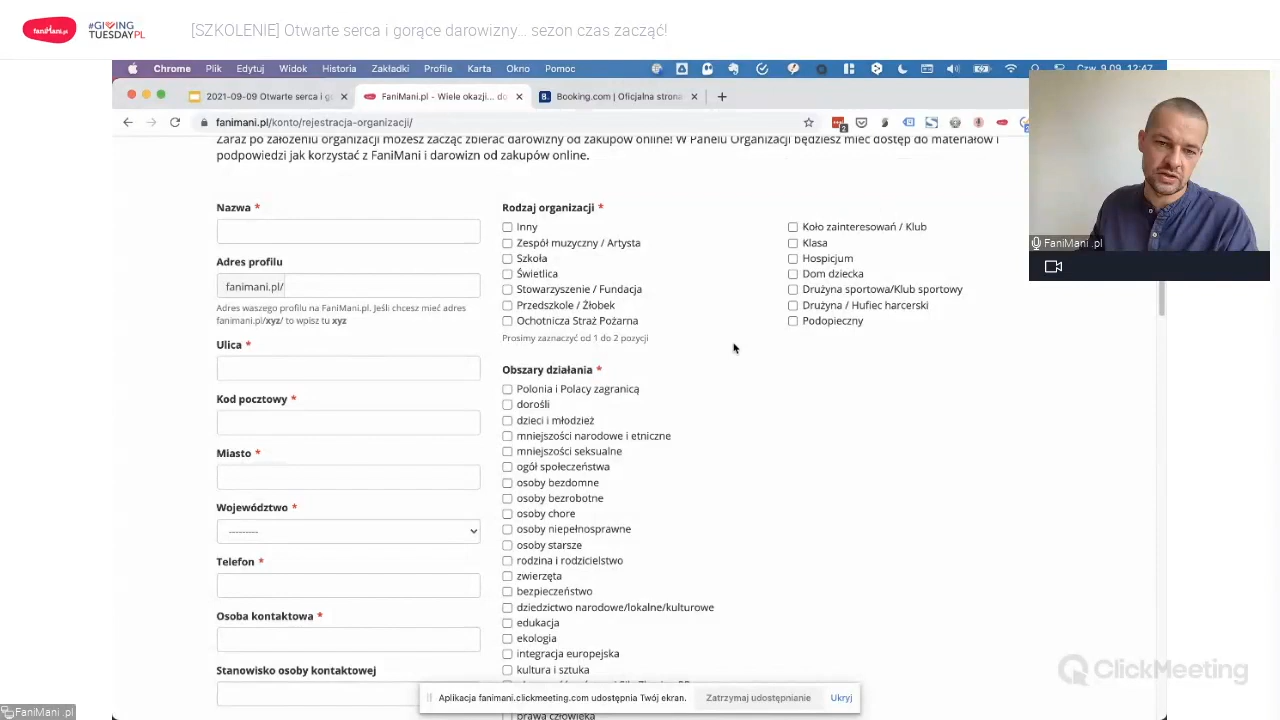 faniMani.pl
#GIVING
TUESDAYPL
[SZKOLENIE] Otwarte serca i gorące darowizny... sezon czas zacząć!
Chrome Plik Edytuj Widok Historia Zakładki Profile Karta Okno Pomoc
Czw. 9.09. 12:47
2021-09-09 Otwarte serca i g
FaniMani.pl - Wiele okazji... do
Booking.com | Oficjalna strona
fanimani.pl/konto/rejestracja-organizacji/
Zaraz po założeniu organizacji możesz zacząć zbierać darowizny od zakupów online! W Panelu Organizacji będziesz mieć dostęp do materiałów i
podpowiedzi jak korzystać z FaniMani i darowizn od zakupów online.
Nazwa *
Adres profilu
fanimani.pl/
Adres waszego profilu na FaniMani.pl. Jeśli chcesz mieć adres
fanimani.pl/xyz/ to wpisz tu xyz
Ulica *
Kod pocztowy *
Miasto *
Województwo *
---------
Telefon *
Osoba kontaktowa *
Stanowisko osoby kontaktowej
Rodzaj organizacji *
Inny
Zespół muzyczny / Artysta
Szkoła
Świetlica
Stowarzyszenie / Fundacja
Przedszkole / Żłobek
Ochotnicza Straż Pożarna
Prosimy zaznaczyć od 1 do 2 pozycji
Koło zainteresowań / Klub
Klasa
Hospicjum
Dom dziecka
Drużyna sportowa/Klub sportowy
Drużyna / Hufiec harcerski
Podopieczny
Obszary działania *
Polonia i Polacy zagranicą
dorośli
dzieci i młodzież
mniejszości narodowe i etniczne
mniejszości seksualne
ogół społeczeństwa
osoby bezdomne
osoby bezrobotne
osoby chore
osoby niepełnosprawne
osoby starsze
rodzina i rodzicielstwo
zwierzęta
bezpieczeństwo
dziedzictwo narodowe/lokalne/kulturowe
edukacja
ekologia
integracja europejska
kultura i sztuka
prawa człowieka
Aplikacja fanimani.clickmeeting.com udostępnia Twój ekran.
Zatrzymaj udostępnianie
Ukryj
FaniMani .pl
ClickMeeting
FaniMani .pl